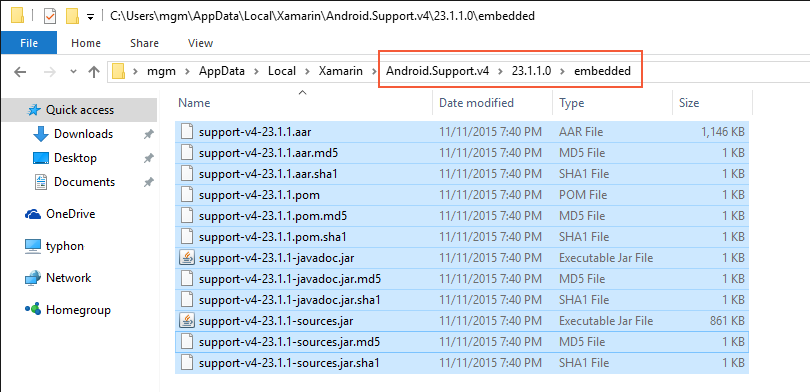 C:\Users\mgm\AppData\Local\Xamarin\Android.Support.v4\23.1.1.0\embedded
File Home Share View
mgm AppData Local Xamarin Android.Support.v4 23.1.1.0 embedded
Quick access
Downloads
Desktop
Documents
OneDrive
typhon
Network
Homegroup
Name Date modified Type Size
support-v4-23.1.1.aar 11/11/2015 7:40 PM AAR File 1,146 KB
support-v4-23.1.1.aar.md5 11/11/2015 7:40 PM MD5 File 1 KB
support-v4-23.1.1.aar.sha1 11/11/2015 7:40 PM SHA1 File 1 KB
support-v4-23.1.1.pom 11/11/2015 7:40 PM POM File 1 KB
support-v4-23.1.1.pom.md5 11/11/2015 7:40 PM MD5 File 1 KB
support-v4-23.1.1.pom.sha1 11/11/2015 7:40 PM SHA1 File 1 KB
support-v4-23.1.1-javadoc.jar 11/11/2015 7:40 PM Executable Jar File 1 KB
support-v4-23.1.1-javadoc.jar.md5 11/11/2015 7:40 PM MD5 File 1 KB
support-v4-23.1.1-javadoc.jar.sha1 11/11/2015 7:40 PM SHA1 File 1 KB
support-v4-23.1.1-sources.jar 11/11/2015 7:40 PM Executable Jar File 861 KB
support-v4-23.1.1-sources.jar.md5 11/11/2015 7:40 PM MD5 File 1 KB
support-v4-23.1.1-sources.jar.sha1 11/11/2015 7:40 PM SHA1 File 1 KB